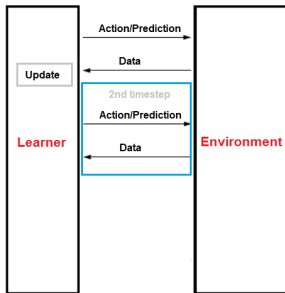 Action/Prediction
Data
Update
2nd timestep
Action/Prediction
Learner
Environment
Data